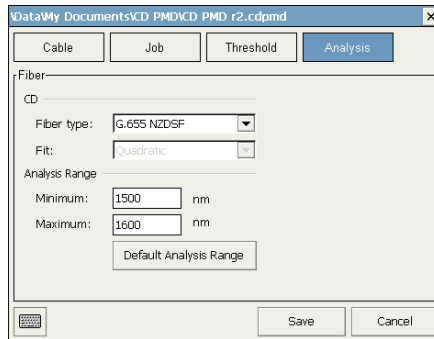 \Data\My Documents\CD PMD\CD PMD r2.cdpmd
Cable Job Threshold Analysis
Fiber
CD
Fiber type: G.655 NZDSF
Fit: Quadratic
Analysis Range
Minimum: 1500 nm
Maximum: 1600 nm
Default Analysis Range
Save Cancel